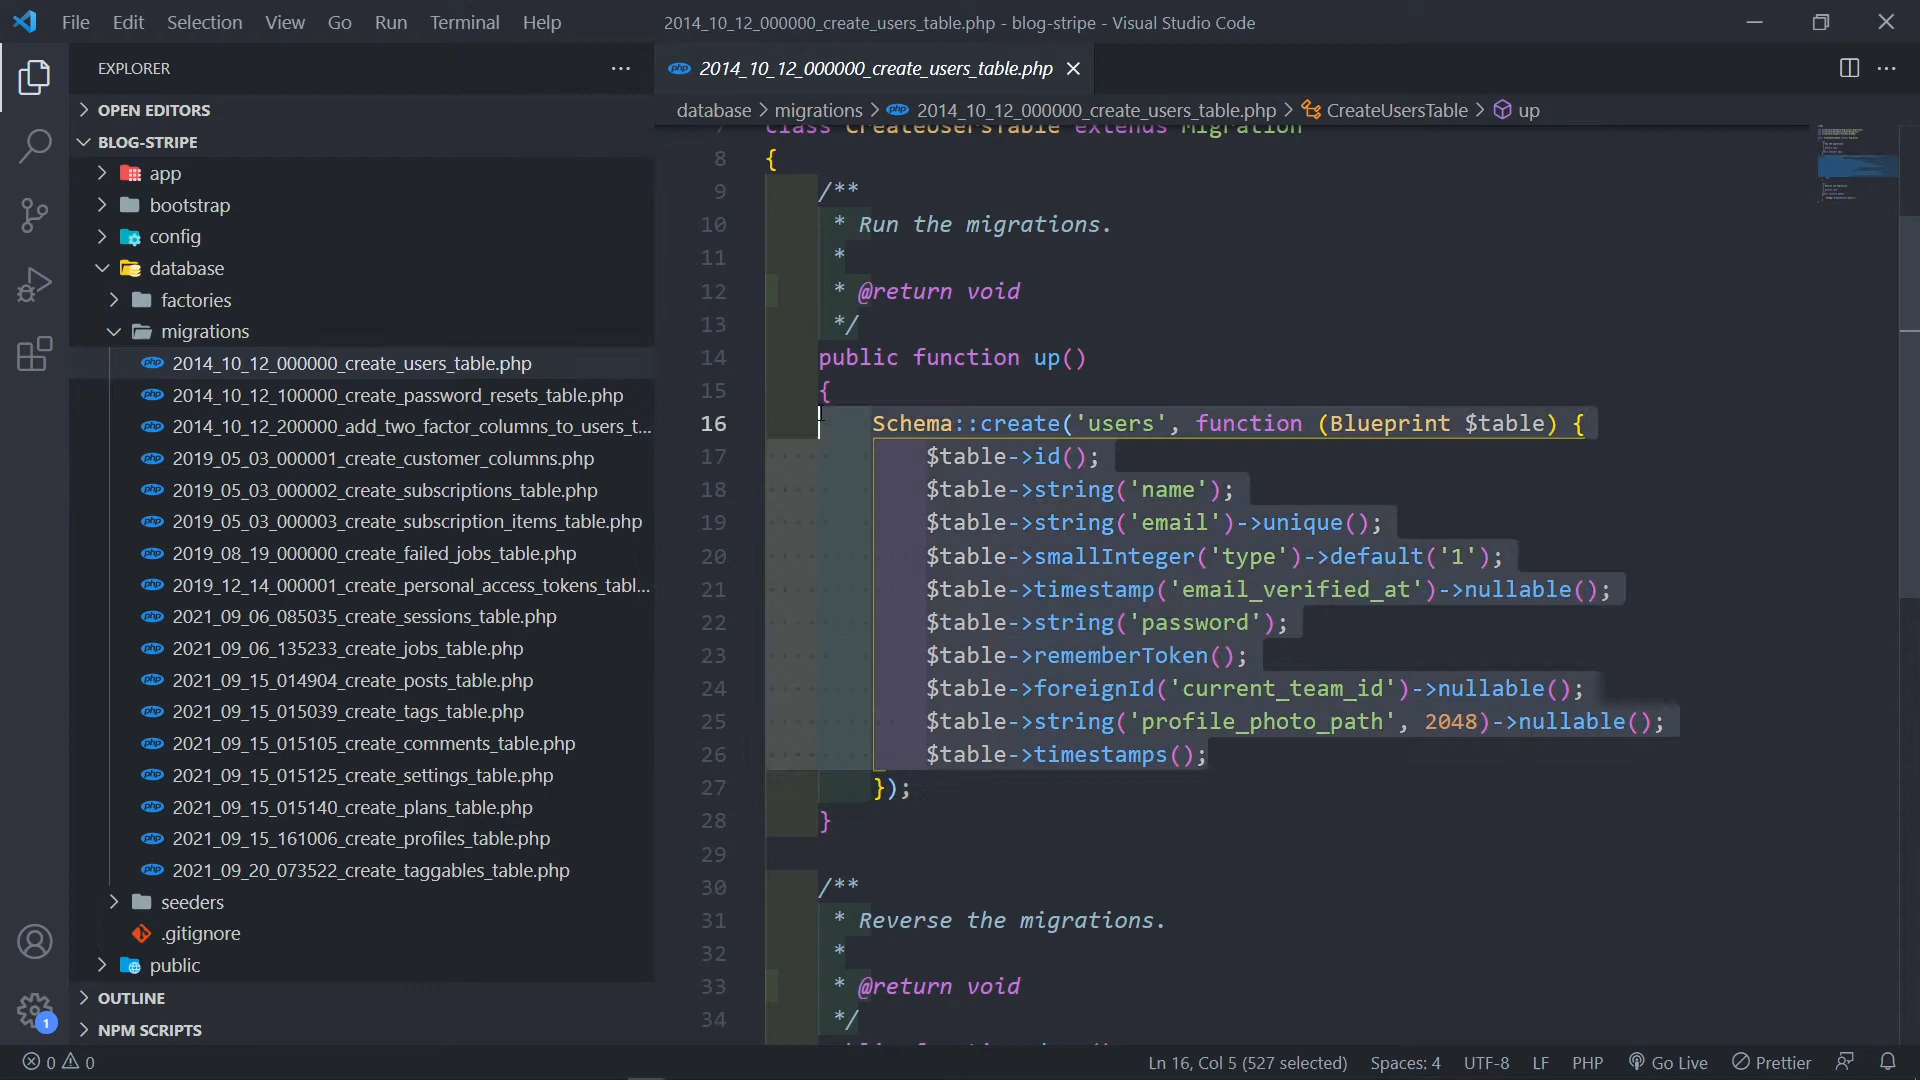 File Edit Selection View Go Run Terminal Help
2014_10_12_000000_create_users_table.php - blog-stripe - Visual Studio Code
EXPLORER
OPEN EDITORS
BLOG-STRIPE
app
bootstrap
config
database
factories
migrations
2014_10_12_000000_create_users_table.php
2014_10_12_100000_create_password_resets_table.php
2014_10_12_200000_add_two_factor_columns_to_users_t...
2019_05_03_000001_create_customer_columns.php
2019_05_03_000002_create_subscriptions_table.php
2019_05_03_000003_create_subscription_items_table.php
2019_08_19_000000_create_failed_jobs_table.php
2019_12_14_000001_create_personal_access_tokens_tabl...
2021_09_06_085035_create_sessions_table.php
2021_09_06_135233_create_jobs_table.php
2021_09_15_014904_create_posts_table.php
2021_09_15_015039_create_tags_table.php
2021_09_15_015105_create_comments_table.php
2021_09_15_015125_create_settings_table.php
2021_09_15_015140_create_plans_table.php
2021_09_15_161006_create_profiles_table.php
2021_09_20_073522_create_taggables_table.php
seeders
.gitignore
public
OUTLINE
NPM SCRIPTS
1
php 2014_10_12_000000_create_users_table.php
database > migrations > php 2014_10_12_000000_create_users_table.php > CreateUsersTable > up
class CreateUsersTable extends Migration
8 {
9 /**
10 * Run the migrations.
11 *
12 * @return void
13 */
14 public function up()
15 {
16 Schema::create('users', function (Blueprint $table) {
17 $table->id();
18 $table->string('name');
19 $table->string('email')->unique();
20 $table->smallInteger('type')->default('1');
21 $table->timestamp('email_verified_at')->nullable();
22 $table->string('password');
23 $table->rememberToken();
24 $table->foreignId('current_team_id')->nullable();
25 $table->string('profile_photo_path', 2048)->nullable();
26 $table->timestamps();
27 });
28 }
29
30 /**
31 * Reverse the migrations.
32 *
33 * @return void
34 */
0 0
Ln 16, Col 5 (527 selected) Spaces: 4 UTF-8 LF PHP Go Live Prettier